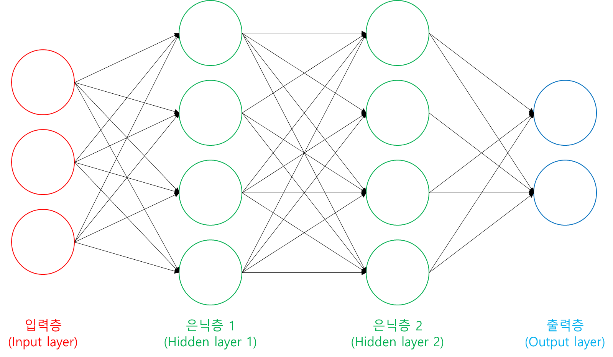 입력층
(Input layer)
은닉층 1
(Hidden layer 1)
은닉층 2
(Hidden layer 2)
출력층
(Output layer)